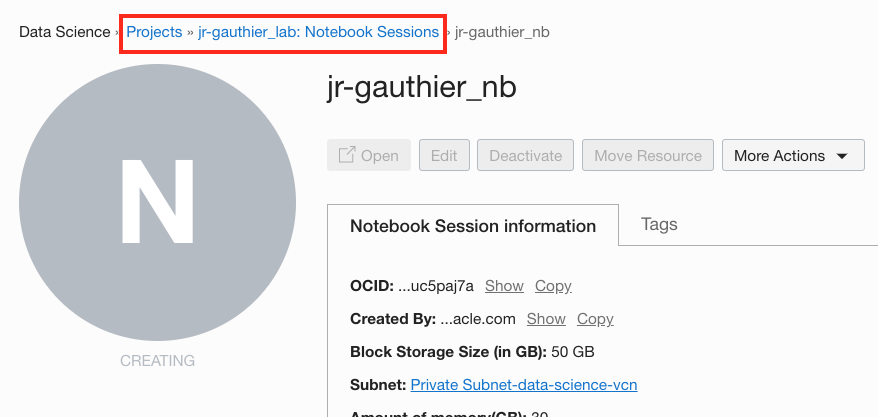 Data Science » Projects » jr-gauthier_lab: Notebook Sessions » jr-gauthier_nb
jr-gauthier_nb
N
Open Edit Deactivate Move Resource More Actions
Notebook Session information Tags
OCID: ...uc5paj7a Show Copy
Created By: ...acle.com Show Copy
Block Storage Size (in GB): 50 GB
CREATING
Subnet: Private Subnet-data-science-vcn
Amount of memory(GB): 30